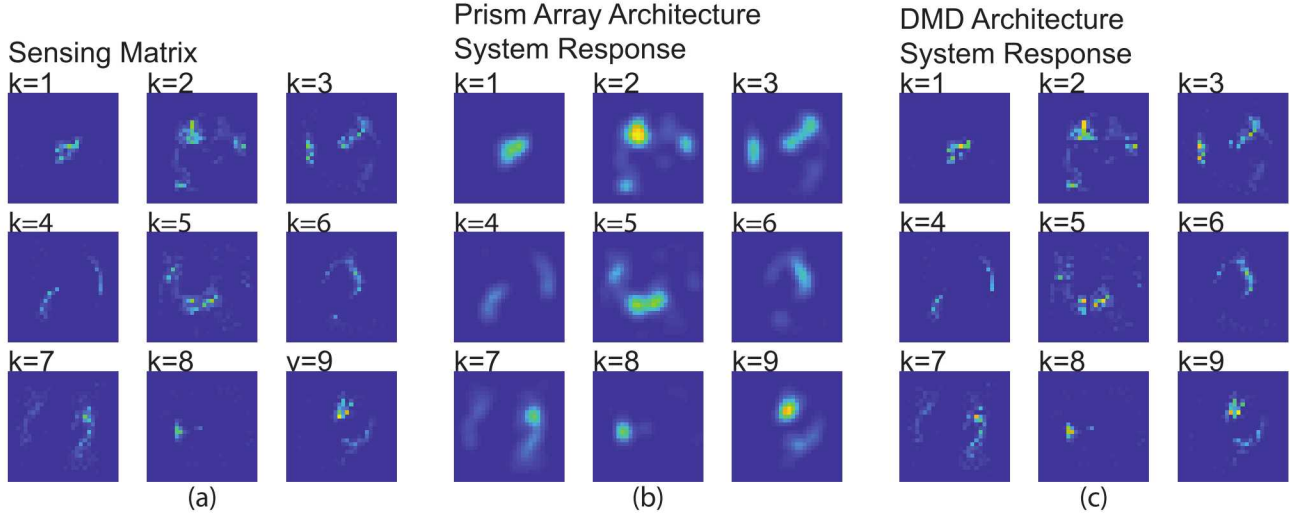 Sensing Matrix
k=1 k=2 k=3
k=4 k=5 k=6
k=7 k=8 v=9
(a)
Prism Array Architecture
System Response
k=1 k=2 k=3
k=4 k=5 k=6
k=7 k=8 k=9
(b)
DMD Architecture
System Response
k=1 k=2 k=3
k=4 k=5 k=6
k=7 k=8 k=9
(c)